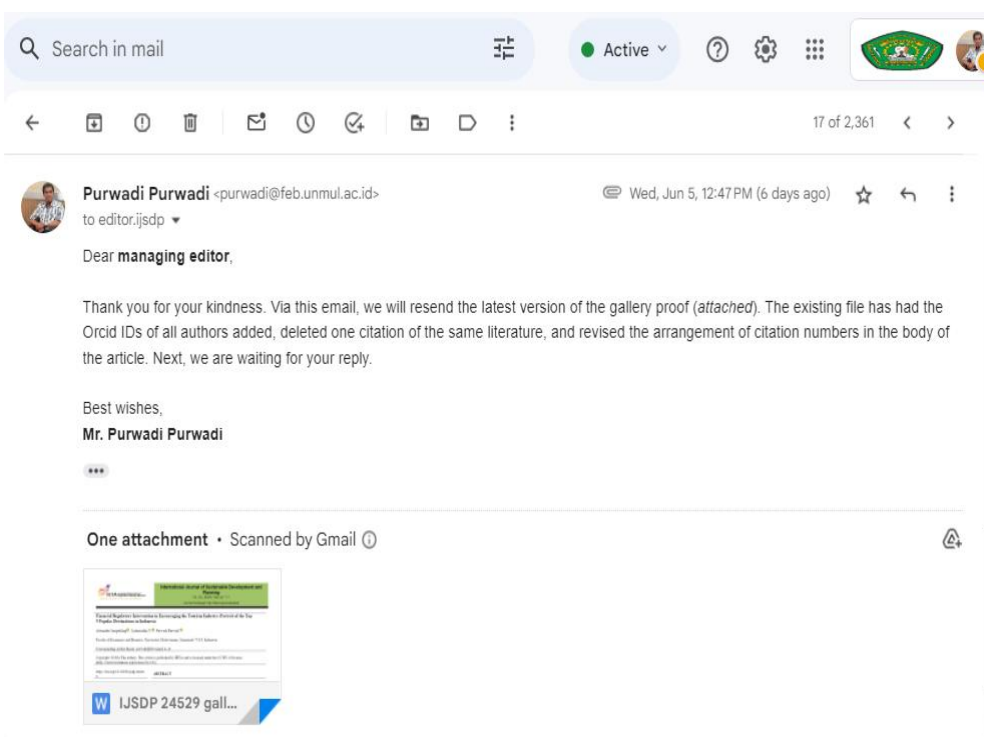 Search in mail
Active
17 of 2,361
Purwadi Purwadi <purwadi@feb.unmul.ac.id>
Wed, Jun 5, 12:47 PM (6 days ago)
to editor.ijsdp
Dear managing editor,
Thank you for your kindness. Via this email, we will resend the latest version of the gallery proof (attached). The existing file has had the
Orcid IDs of all authors added, deleted one citation of the same literature, and revised the arrangement of citation numbers in the body of
the article. Next, we are waiting for your reply.
Best wishes,
Mr. Purwadi Purwadi
One attachment • Scanned by Gmail
International Journal of Sustainable Development and
Planning
ABSTRACT
W IJSDP 24529 gall...